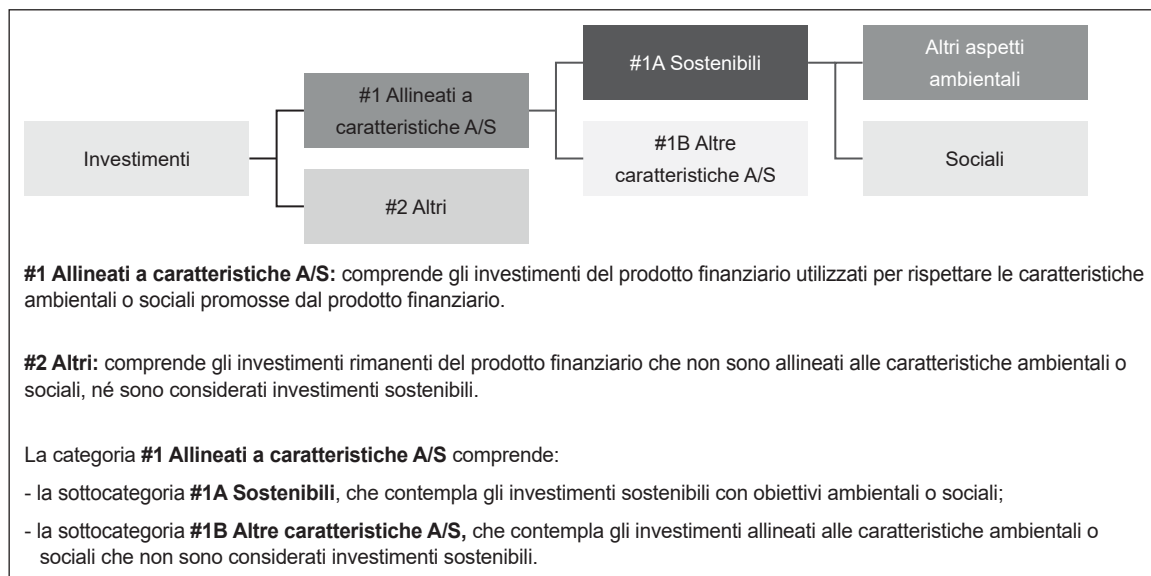 Investimenti
#1 Allineati a
caratteristiche A/S
#2 Altri
#1A Sostenibili
#1B Altre
caratteristiche A/S
Altri aspetti
ambientali
Sociali
#1 Allineati a caratteristiche A/S: comprende gli investimenti del prodotto finanziario utilizzati per rispettare le caratteristiche
ambientali o sociali promosse dal prodotto finanziario.
#2 Altri: comprende gli investimenti rimanenti del prodotto finanziario che non sono allineati alle caratteristiche ambientali o
sociali, né sono considerati investimenti sostenibili.
La categoria #1 Allineati a caratteristiche A/S comprende:
- la sottocategoria #1A Sostenibili, che contempla gli investimenti sostenibili con obiettivi ambientali o sociali;
- la sottocategoria #1B Altre caratteristiche A/S, che contempla gli investimenti allineati alle caratteristiche ambientali o
sociali che non sono considerati investimenti sostenibili.